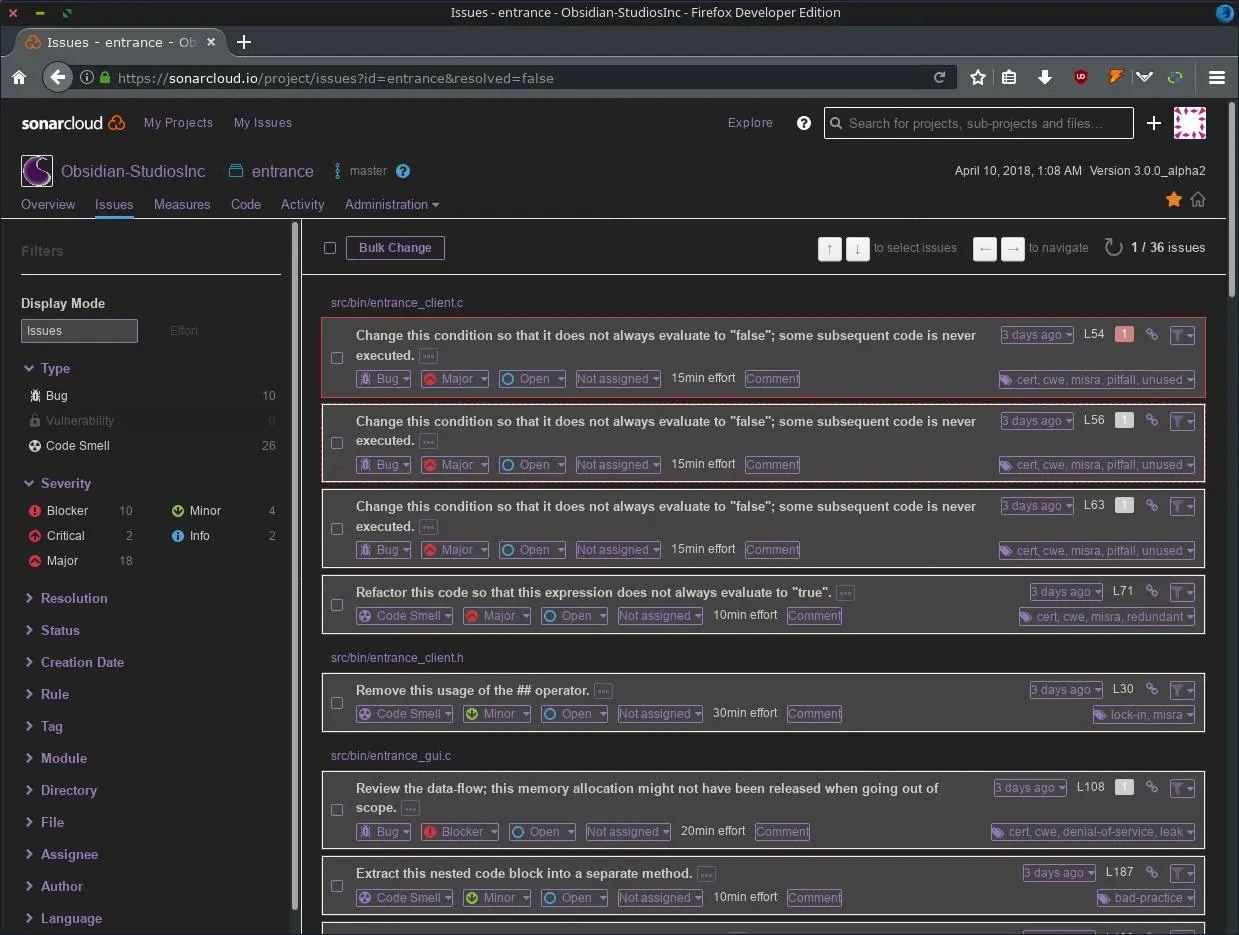 Issues - entrance - Obsidian-StudiosInc - Firefox Developer Edition
Issues - entrance - Ob
https://sonarcloud.io/project/issues?id=entrance&resolved=false
sonarcloud My Projects My Issues Explore Search for projects, sub-projects and files...
Obsidian-StudiosInc entrance master April 10, 2018, 1:08 AM Version 3.0.0_alpha2
Overview Issues Measures Code Activity Administration
Filters
Bulk Change ↑ ↓ to select issues ← → to navigate 1 / 36 issues
Display Mode
Issues Effort
Type
Bug 10
Vulnerability 0
Code Smell 26
Severity
Blocker 10 Minor 4
Critical 2 Info 2
Major 18
Resolution
Status
Creation Date
Rule
Tag
Module
Directory
File
Assignee
Author
Language
src/bin/entrance_client.c
Change this condition so that it does not always evaluate to "false"; some subsequent code is never 3 days ago L54 1
executed. ...
Bug Major Open Not assigned 15min effort Comment cert, cwe, misra, pitfall, unused
Change this condition so that it does not always evaluate to "false"; some subsequent code is never 3 days ago L56 1
executed. ...
Bug Major Open Not assigned 15min effort Comment cert, cwe, misra, pitfall, unused
Change this condition so that it does not always evaluate to "false"; some subsequent code is never 3 days ago L63 1
executed. ...
Bug Major Open Not assigned 15min effort Comment cert, cwe, misra, pitfall, unused
Refactor this code so that this expression does not always evaluate to "true". ... 3 days ago L71
Code Smell Major Open Not assigned 10min effort Comment cert, cwe, misra, redundant
src/bin/entrance_client.h
Remove this usage of the ## operator. ... 3 days ago L30
Code Smell Minor Open Not assigned 30min effort Comment lock-in, misra
src/bin/entrance_gui.c
Review the data-flow; this memory allocation might not have been released when going out of 3 days ago L108 1
scope. ...
Bug Blocker Open Not assigned 20min effort Comment cert, cwe, denial-of-service, leak
Extract this nested code block into a separate method. ... 3 days ago L187
Code Smell Minor Open Not assigned 10min effort Comment bad-practice